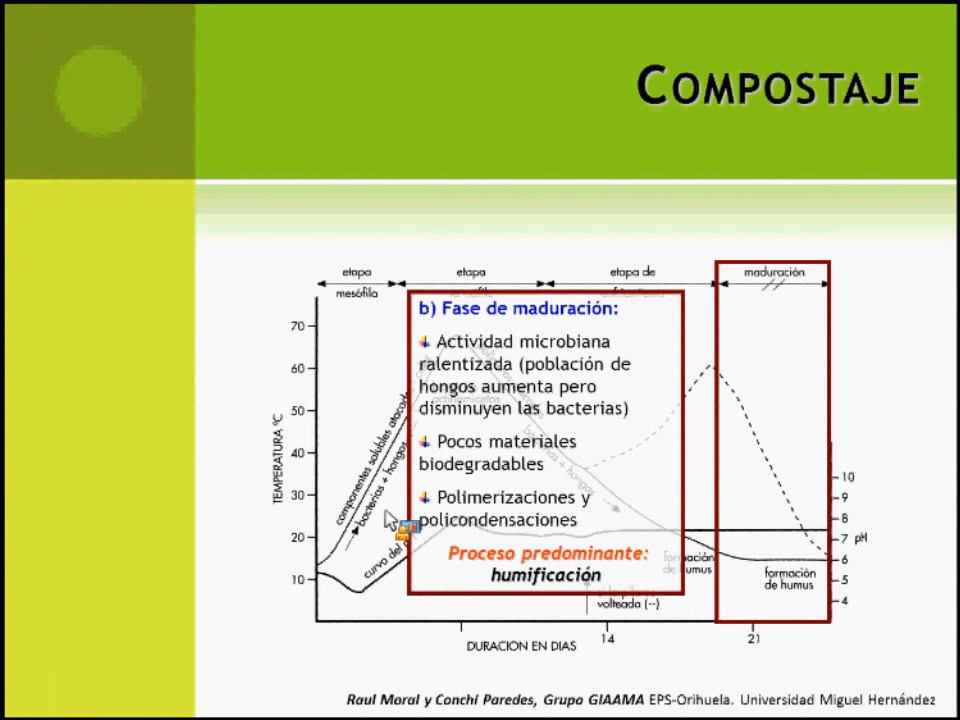 COMPOSTAJE
etapa
mesófila
etapa
etapa de
maduración
b) Fase de maduración:
Actividad microbiana
ralentizada (población de
hongos aumenta pero
disminuyen las bacterias)
Pocos materiales
biodegradables
Polimerizaciones y
policondensaciones
Proceso predominante:
humificación
TEMPERATURA ºC
70
60
50
40
30
20
10
componentes solubles
bacterias + hongos
curva del
bacterias + hongos
formación
de humus
formación
de humus
volteada (--)
10
9
8
7
6
5
4
pH
14
21
DURACION EN DIAS
Raul Moral y Conchi Paredes, Grupo GIAAMA EPS-Orihuela. Universidad Miguel Hernández